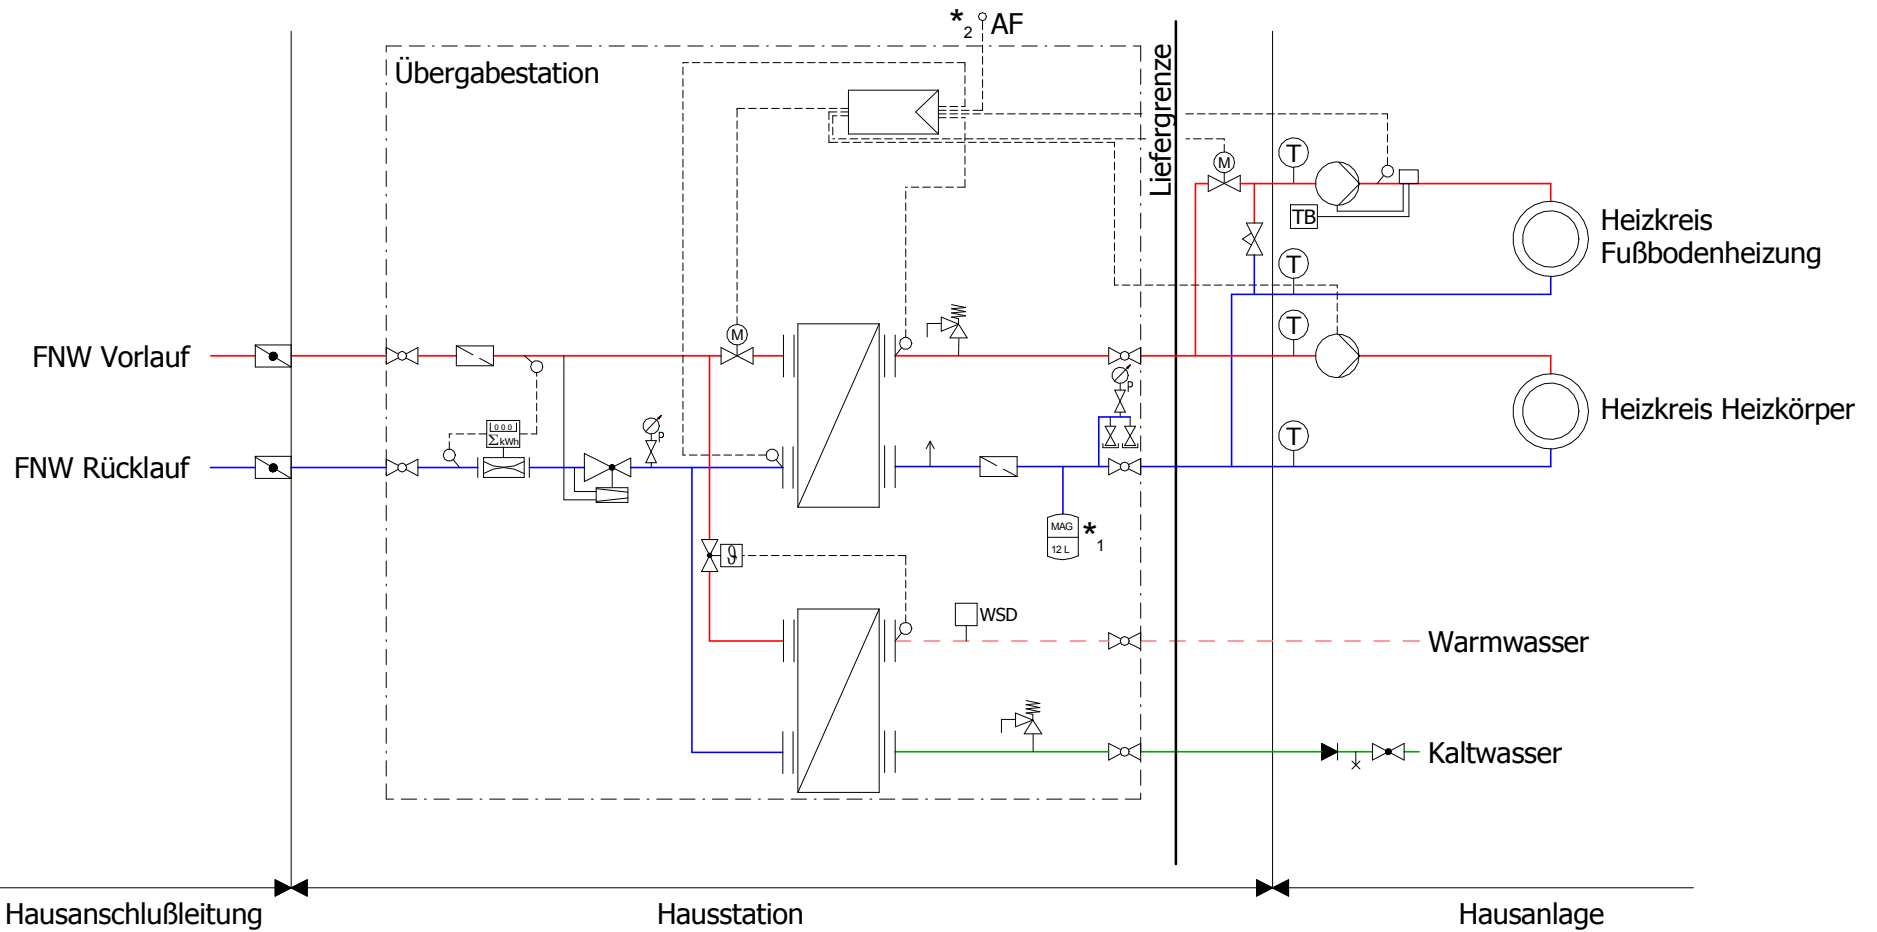 *2 AF
Übergabestation
Liefergrenze
M
T
TB
T
Heizkreis
Fußbodenheizung
M
T
FNW Vorlauf
P
Heizkreis Heizkörper
000
ΣkWh
P
T
FNW Rücklauf
MAG
12 L
*1
ϑ
WSD
Warmwasser
Kaltwasser
Hausanschlußleitung
Hausstation
Hausanlage